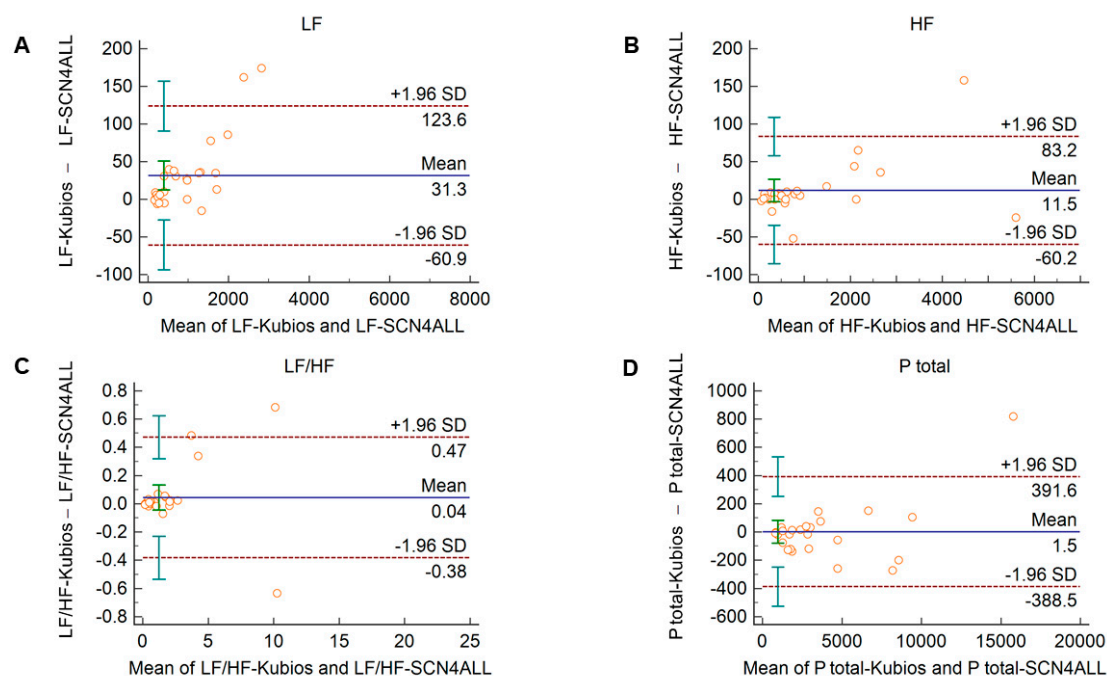 A
LF
LF-Kubios – LF-SCN4ALL
200
150
100
50
0
-50
-100
+1.96 SD
123.6
Mean
31.3
-1.96 SD
-60.9
0 2000 4000 6000 8000
Mean of LF-Kubios and LF-SCN4ALL
B
HF
HF-Kubios – HF-SCN4ALL
200
150
100
50
0
-50
-100
+1.96 SD
83.2
Mean
11.5
-1.96 SD
-60.2
0 2000 4000 6000
Mean of HF-Kubios and HF-SCN4ALL
C
LF/HF
LF/HF-Kubios – LF/HF-SCN4ALL
0.8
0.6
0.4
0.2
0.0
-0.2
-0.4
-0.6
-0.8
+1.96 SD
0.47
Mean
0.04
-1.96 SD
-0.38
0 5 10 15 20 25
Mean of LF/HF-Kubios and LF/HF-SCN4ALL
D
P total
P total-Kubios – P total-SCN4ALL
1000
800
600
400
200
0
-200
-400
-600
+1.96 SD
391.6
Mean
1.5
-1.96 SD
-388.5
0 5000 10000 15000 20000
Mean of P total-Kubios and P total-SCN4ALL